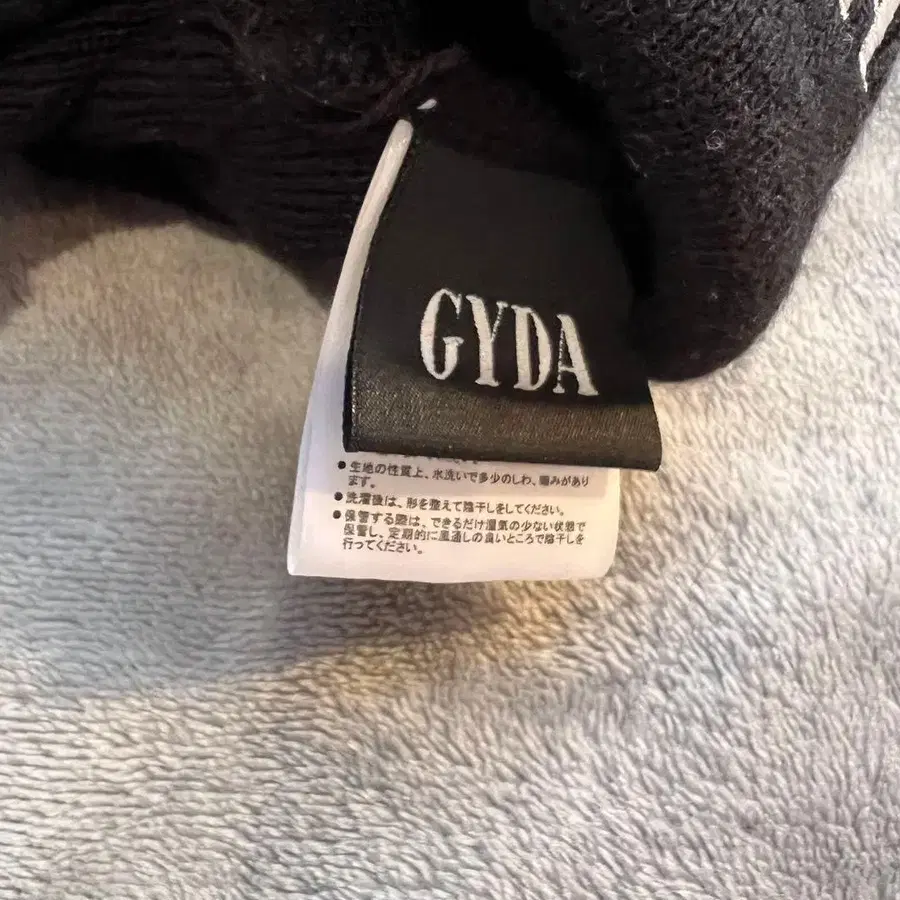 GYDA
●生地の性質上、水洗いで多少のしわ、縮みがあり
ます。
●洗濯後は、形を整えて陰干しをしてください。
●保管する際は、できるだけ湿気の少ない状態で
保管し、定期的に風通しの良いところで陰干しを
行ってください。